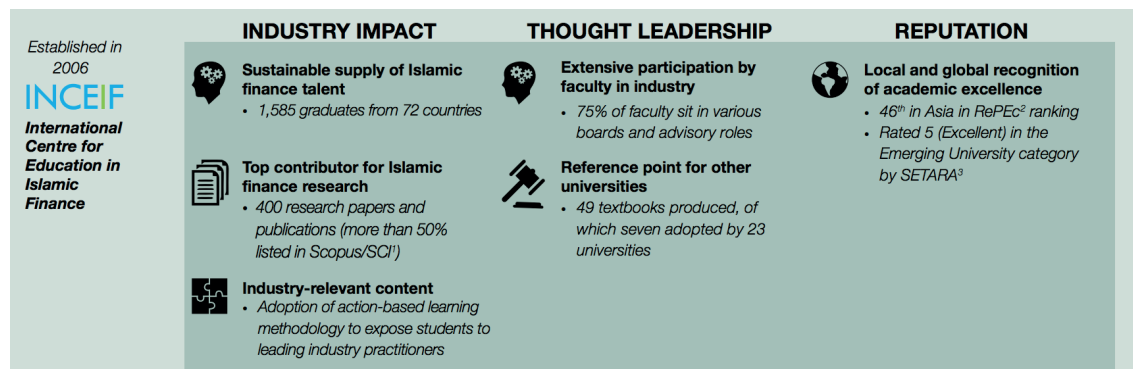 Established in
2006
INCEIF
International
Centre for
Education in
Islamic
Finance
INDUSTRY IMPACT
Sustainable supply of Islamic
finance talent
• 1,585 graduates from 72 countries
Top contributor for Islamic
finance research
• 400 research papers and
publications (more than 50%
listed in Scopus/SCI¹)
Industry-relevant content
• Adoption of action-based learning
methodology to expose students to
leading industry practitioners
THOUGHT LEADERSHIP
Extensive participation by
faculty in industry
• 75% of faculty sit in various
boards and advisory roles
Reference point for other
universities
• 49 textbooks produced, of
which seven adopted by 23
universities
REPUTATION
Local and global recognition
of academic excellence
• 46th in Asia in RePEc² ranking
• Rated 5 (Excellent) in the
Emerging University category
by SETARA³